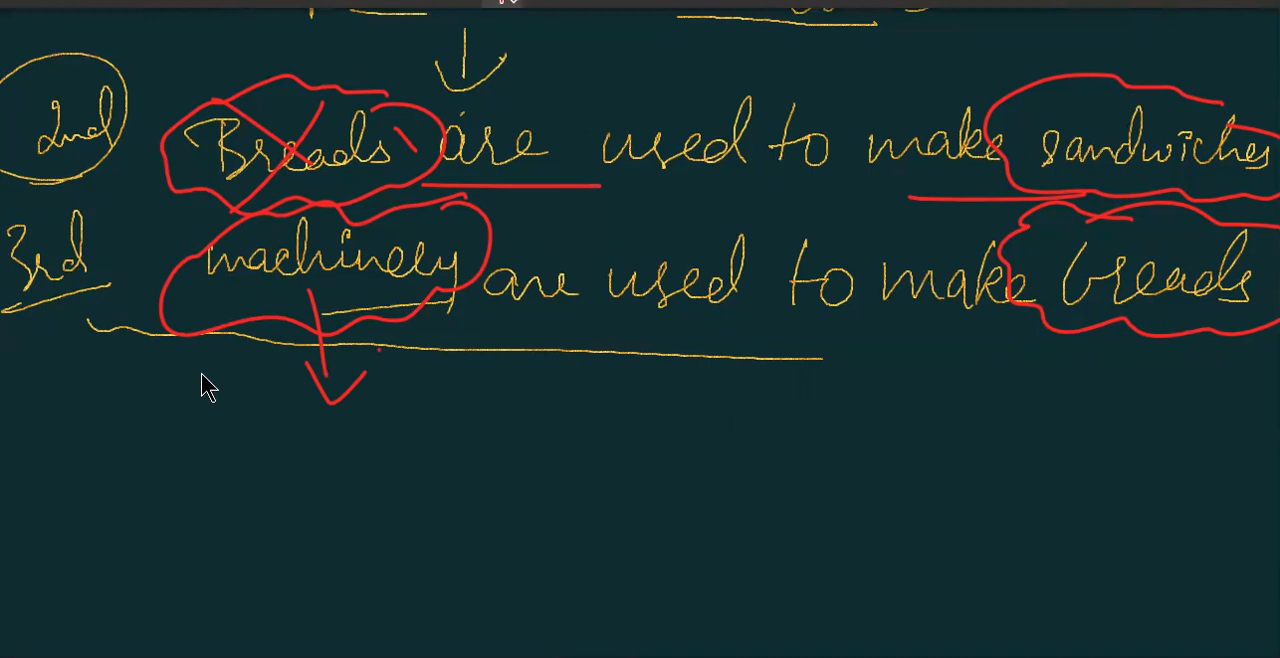 2nd Breads are used to make sandwiches
3rd machinery are used to make breads